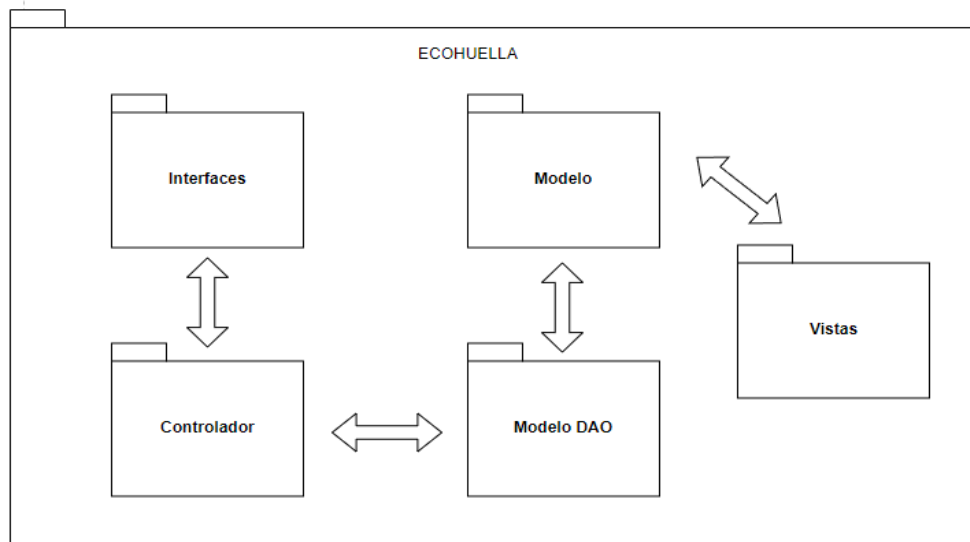 ECOHUELLA
Interfaces
Modelo
Vistas
Controlador
Modelo DAO